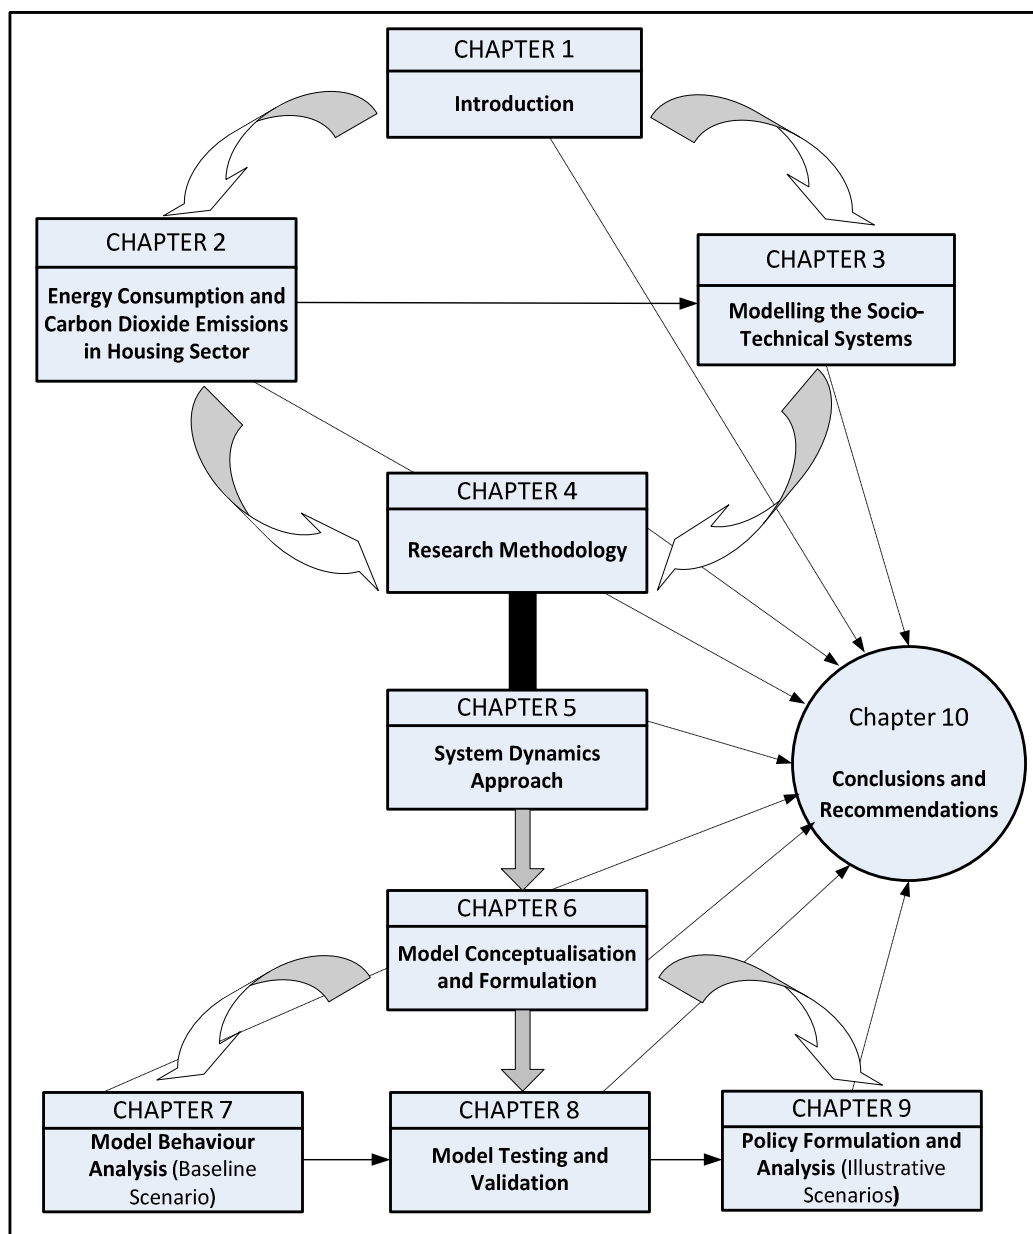 CHAPTER 1
Introduction
CHAPTER 2
Energy Consumption and
Carbon Dioxide Emissions
in Housing Sector
CHAPTER 3
Modelling the Socio-
Technical Systems
CHAPTER 4
Research Methodology
CHAPTER 5
System Dynamics
Approach
Chapter 10
Conclusions and
Recommendations
CHAPTER 6
Model Conceptualisation
and Formulation
CHAPTER 7
Model Behaviour
Analysis (Baseline
Scenario)
CHAPTER 8
Model Testing and
Validation
CHAPTER 9
Policy Formulation and
Analysis (Illustrative
Scenarios)